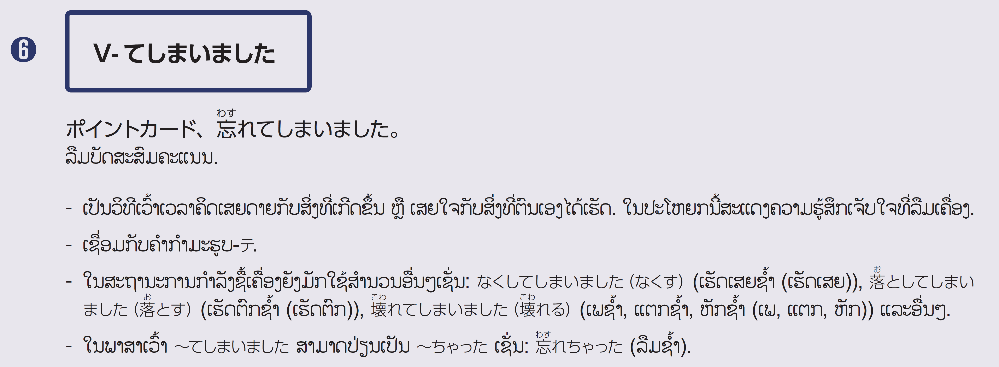 6
V- てしまいました
わす
ポイントカード、忘れてしまいました。
ລືມບັດສະສົມຄະແນນ.
- ເປັນວິທີເວົ້າເວລາຄິດເສຍດາຍກັບສິ່ງທີ່ເກີດຂຶ້ນ ຫຼື ເສຍໃຈກັບສິ່ງທີ່ຕົນເອງໄດ້ເຮັດ. ໃນປະໂຫຍກນີ້ສະແດງຄວາມຮູ້ສຶກເຈັບໃຈທີ່ລືມເຄື່ອງ.
- ເຊື່ອມກັບຄຳກຳມະຮູບ-テ.
お
- ໃນສະຖານະການກຳລັງຊື້ເຄື່ອງຍັງມັກໃຊ້ສຳນວນອື່ນໆເຊັ່ນ: なくしてしまいました（なくす）(ເຮັດເສຍຊ້ຳ (ເຮັດເສຍ)), 落としてしまい
お こわ こわ
ました（落とす）(ເຮັດຕົກຊ້ຳ (ເຮັດຕົກ)), 壊れてしまいました（壊れる）(ເພຊ້ຳ, ແຕກຊ້ຳ, ຫັກຊ້ຳ (ເພ, ແຕກ, ຫັກ)) ແລະອື່ນໆ.
わす
- ໃນພາສາເວົ້າ ～てしまいました ສາມາດປ່ຽນເປັນ ～ちゃった ເຊັ່ນ: 忘れちゃった (ລືມຊ້ຳ).